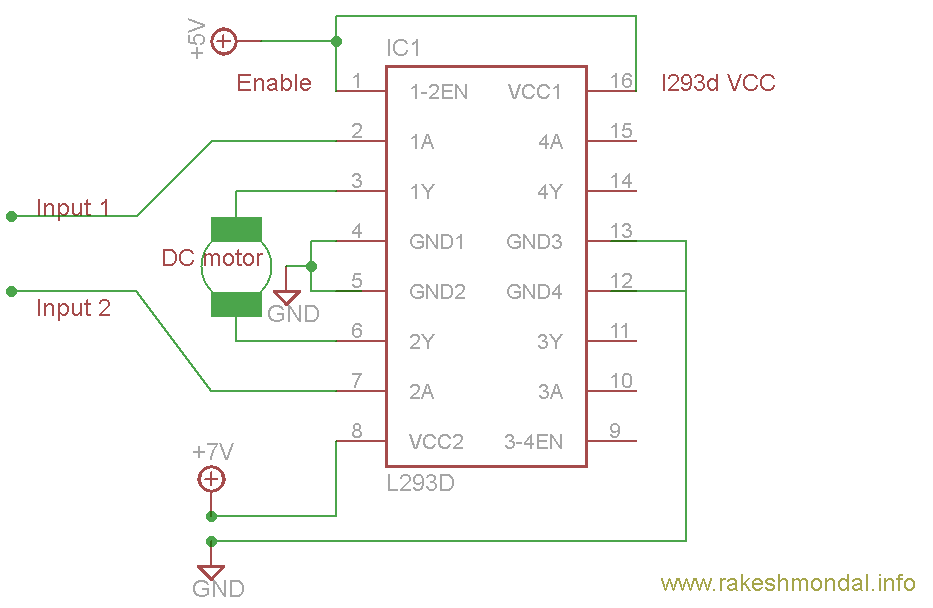 +5V
IC1
Enable
1
1-2EN
VCC1
16
I293d VCC
2
1A
4A
15
3
1Y
4Y
14
Input 1
4
GND1
GND3
13
DC motor
5
GND2
GND4
12
GND
Input 2
6
2Y
3Y
11
7
2A
3A
10
8
VCC2
3-4EN
9
+7V
L293D
GND
www.rakeshmondal.info